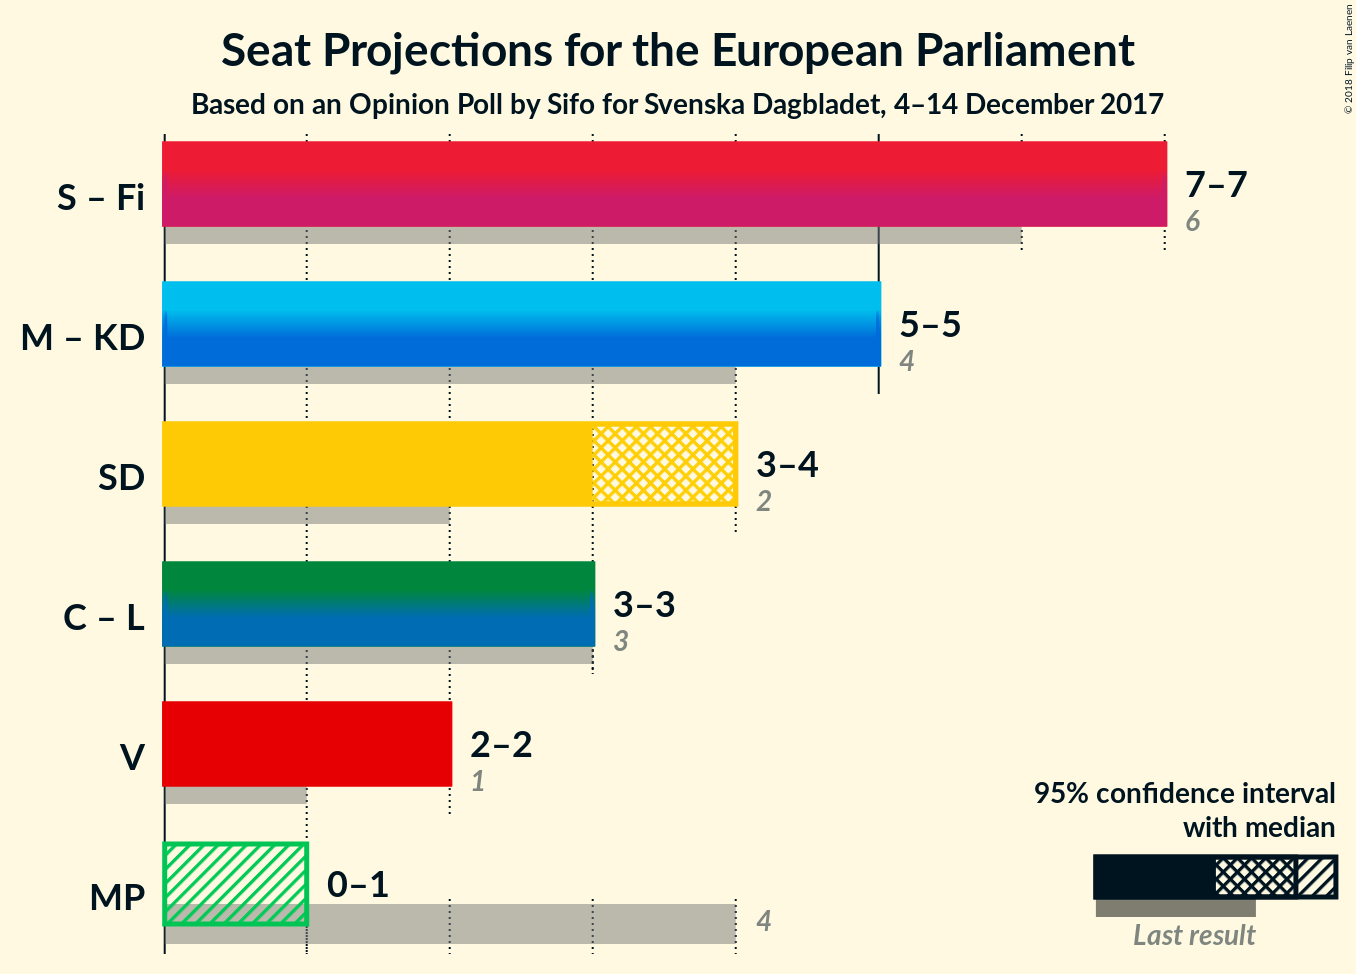 Seat Projections for the European Parliament
Based on an Opinion Poll by Sifo for Svenska Dagbladet, 4–14 December 2017
© 2018 Filip van Laenen
S – Fi
7–7
6
M – KD
5–5
4
SD
3–4
2
C – L
3–3
3
V
2–2
1
MP
0–1
4
95% confidence interval
with median
Last result